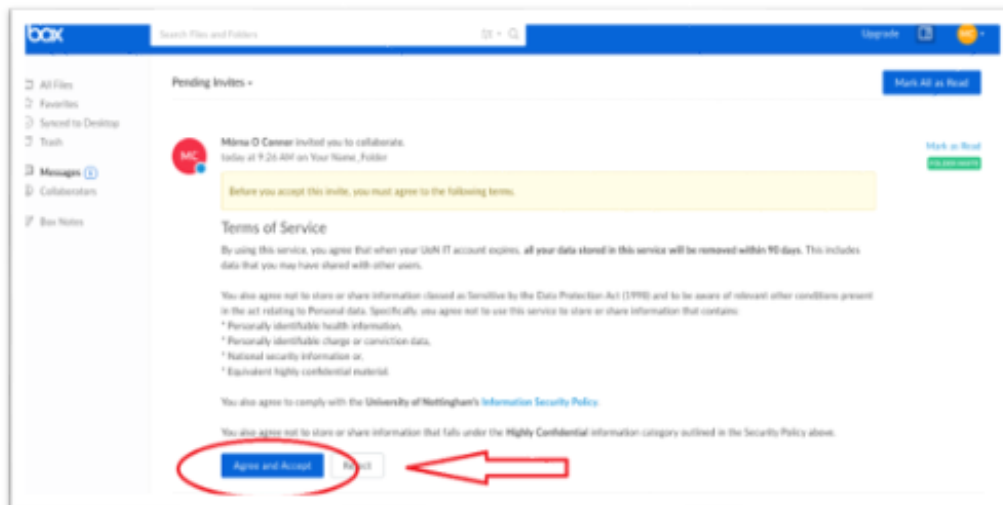 box
Search Files and Folders
Upgrade
MC
All Files
Favorites
Synced to Desktop
Trash
Messages
Collaborators
Box Notes
Pending Invites
Mark All as Read
MC
Mórna O Connor invited you to collaborate.
today at 9:26 AM on Your Name_Folder
Mark as Read
FOLDER INVITE
Before you accept this invite, you must agree to the following terms.
Terms of Service
By using this service, you agree that when your UoN IT account expires, all your data stored in this service will be removed within 90 days. This includes
data that you may have shared with other users.
You also agree not to store or share information classed as Sensitive by the Data Protection Act (1998) and to be aware of relevant other conditions present
in the act relating to Personal data. Specifically, you agree not to use this service to store or share information that contains:
* Personally identifiable health information,
* Personally identifiable charge or conviction data,
* National security information or,
* Equivalent highly confidential material.
You also agree to comply with the University of Nottingham's Information Security Policy.
You also agree not to store or share information that falls under the Highly Confidential information category outlined in the Security Policy above.
Agree and Accept
Reject